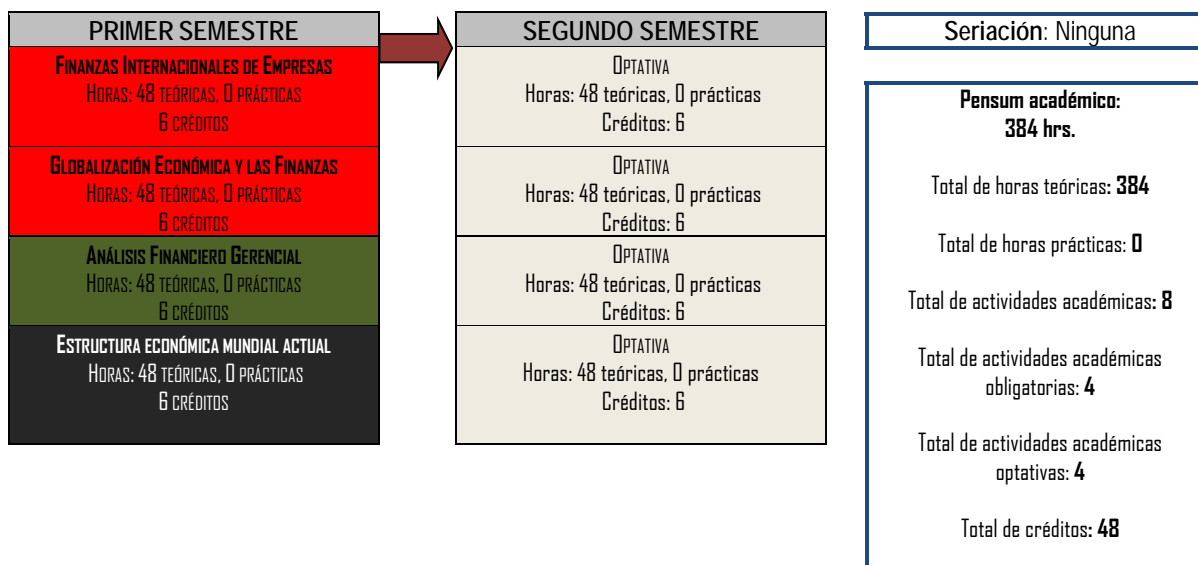 PRIMER SEMESTRE
FINANZAS INTERNACIONALES DE EMPRESAS
HORAS: 48 TEÓRICAS, 0 PRÁCTICAS
6 CRÉDITOS
GLOBALIZACIÓN ECONÓMICA Y LAS FINANZAS
HORAS: 48 TEÓRICAS, 0 PRÁCTICAS
6 CRÉDITOS
ANÁLISIS FINANCIERO GERENCIAL
HORAS: 48 TEÓRICAS, 0 PRÁCTICAS
6 CRÉDITOS
ESTRUCTURA ECONÓMICA MUNDIAL ACTUAL
HORAS: 48 TEÓRICAS, 0 PRÁCTICAS
6 CRÉDITOS
SEGUNDO SEMESTRE
OPTATIVA
Horas: 48 teóricas, 0 prácticas
Créditos: 6
OPTATIVA
Horas: 48 teóricas, 0 prácticas
Créditos: 6
OPTATIVA
Horas: 48 teóricas, 0 prácticas
Créditos: 6
OPTATIVA
Horas: 48 teóricas, 0 prácticas
Créditos: 6
Seriación: Ninguna
Pensum académico:
384 hrs.
Total de horas teóricas: 384
Total de horas prácticas: 0
Total de actividades académicas: 8
Total de actividades académicas
obligatorias: 4
Total de actividades académicas
optativas: 4
Total de créditos: 48